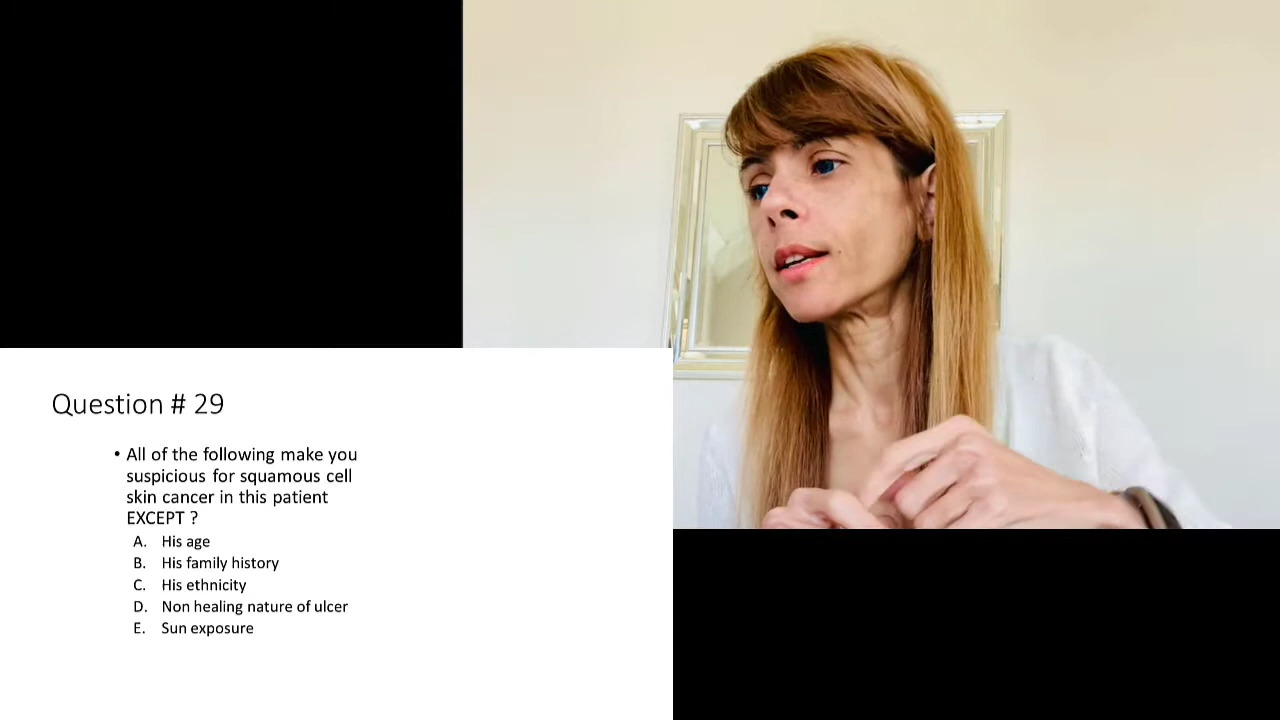 Question # 29
• All of the following make you
suspicious for squamous cell
skin cancer in this patient
EXCEPT ?
A. His age
B. His family history
C. His ethnicity
D. Non healing nature of ulcer
E. Sun exposure